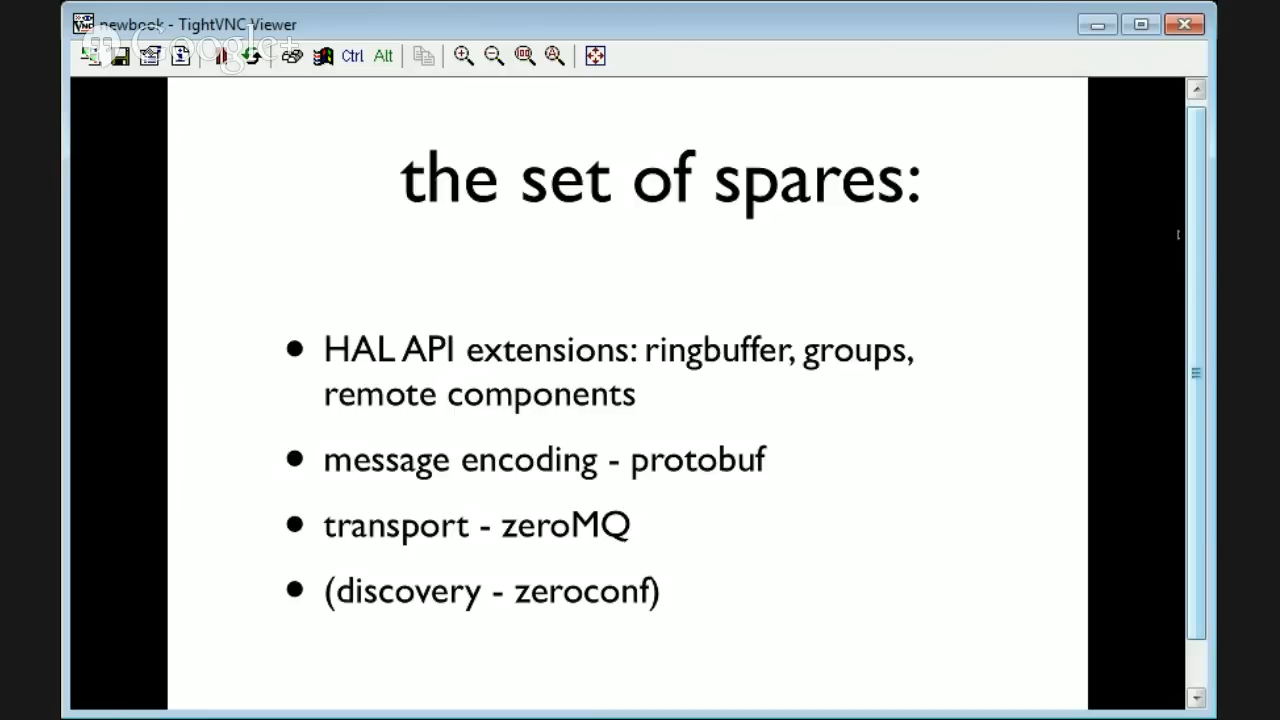 newbook - TightVNC Viewer
Google+
Ctrl Alt
the set of spares:
• HAL API extensions: ringbuffer, groups,
remote components
• message encoding - protobuf
• transport - zeroMQ
• (discovery - zeroconf)